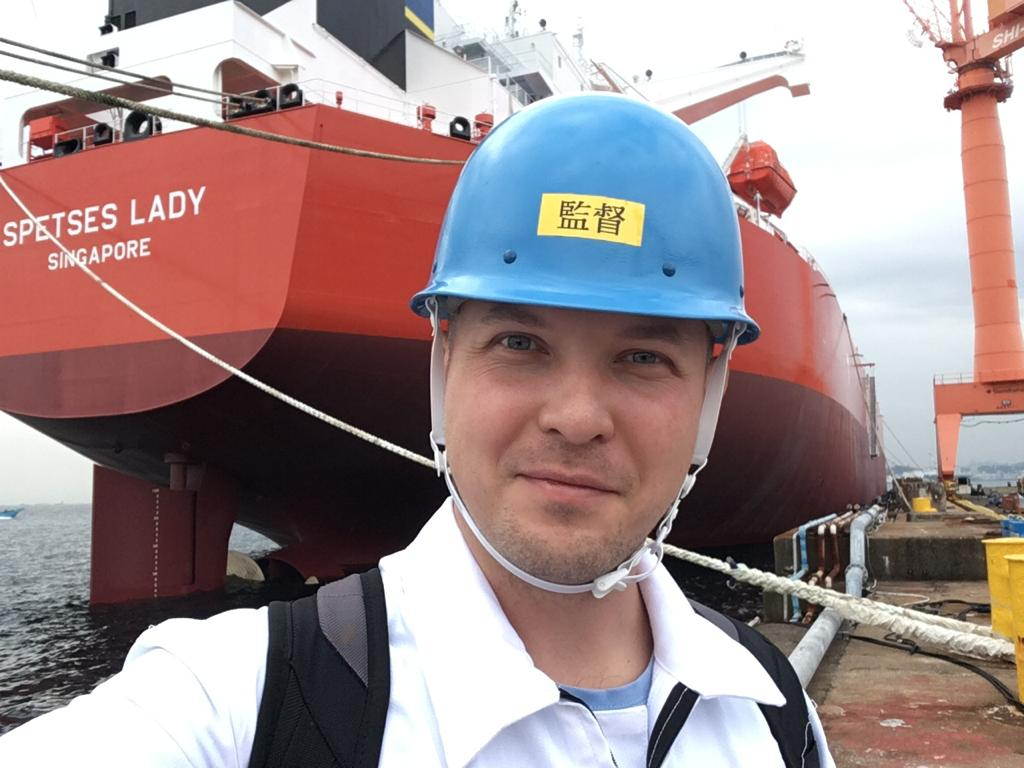 SPETSES LADY
SINGAPORE
監督
SHI-